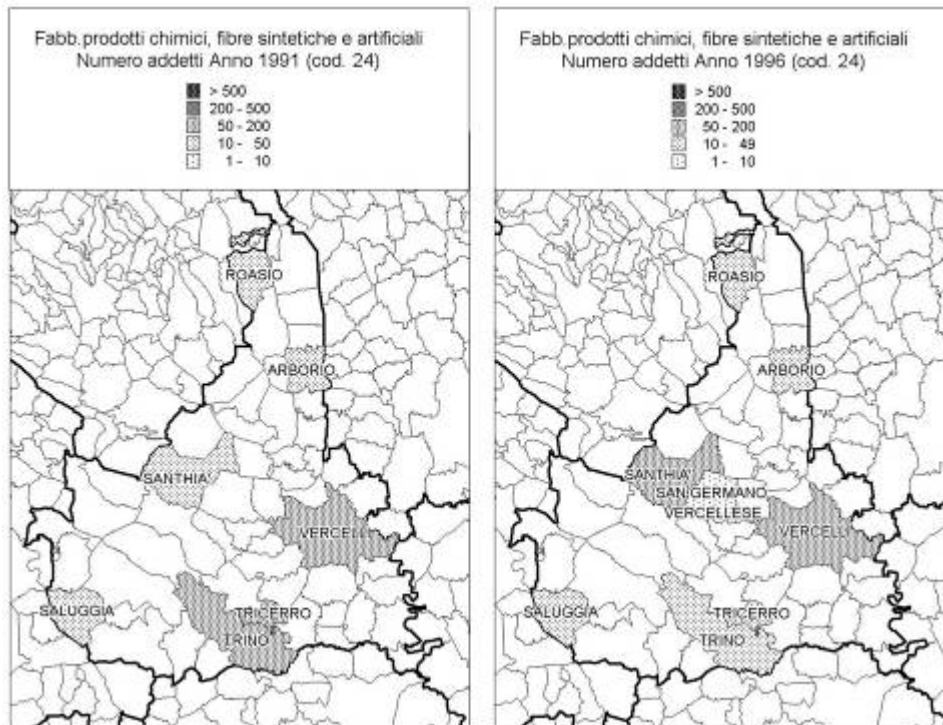 Fabb.prodotti chimici, fibre sintetiche e artificiali
Numero addetti Anno 1991 (cod. 24)
> 500
200 - 500
50 - 200
10 - 50
1 - 10
ROASIO
ARBORIO
SANTHIA'
VERCELL
TRICERRO
SALUGGIA
TRINO
Fabb.prodotti chimici, fibre sintetiche e artificiali
Numero addetti Anno 1996 (cod. 24)
> 500
200 - 500
50 - 200
10 - 49
1 - 10
ROASIO
ARBORIO
SANTHIA'
SAN GERMANO
VERCELLESE
VERCELL
TRICERRO
SALUGGIA
TRINO